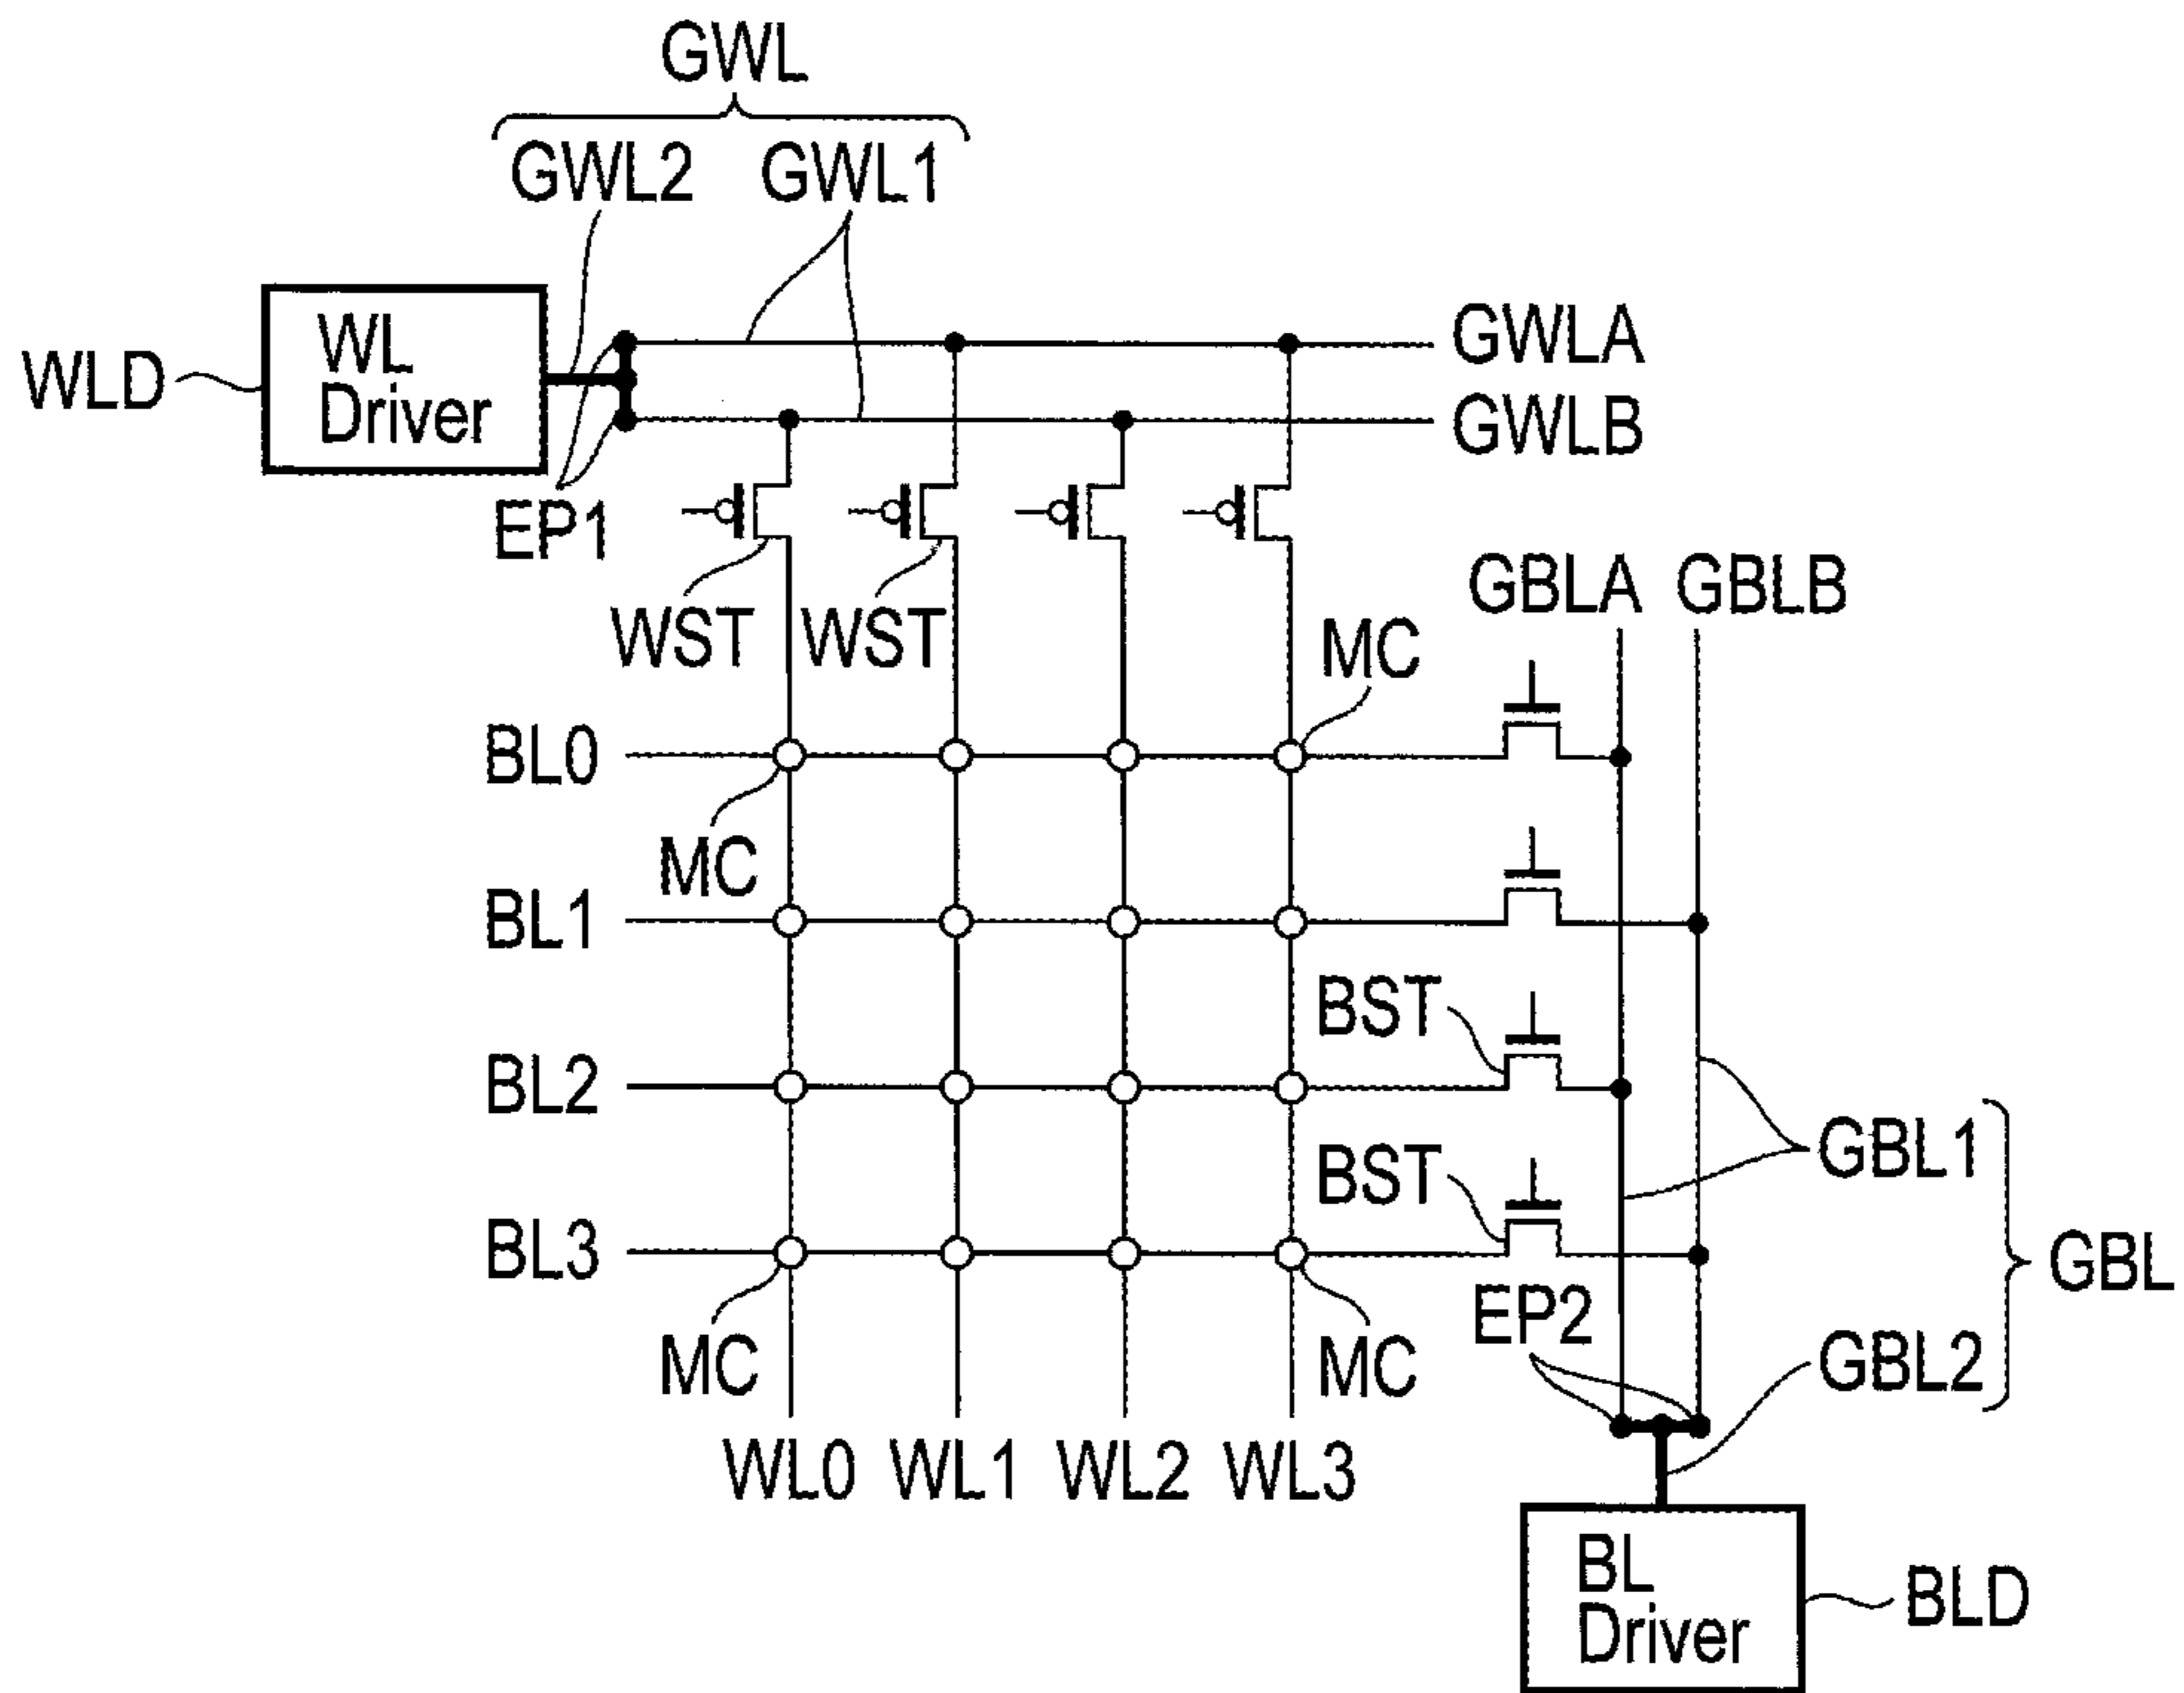 GWL
GWL2 GWL1
GWLA
WLD
WL
Driver
GWLB
EP1
GBLA GBLB
WST WST
MC
BL0
MC
BL1
BST
BL2
GBL1
BST
BL3
GBL
EP2
MC MC
GBL2
WL0 WL1 WL2 WL3
BL
Driver
BLD